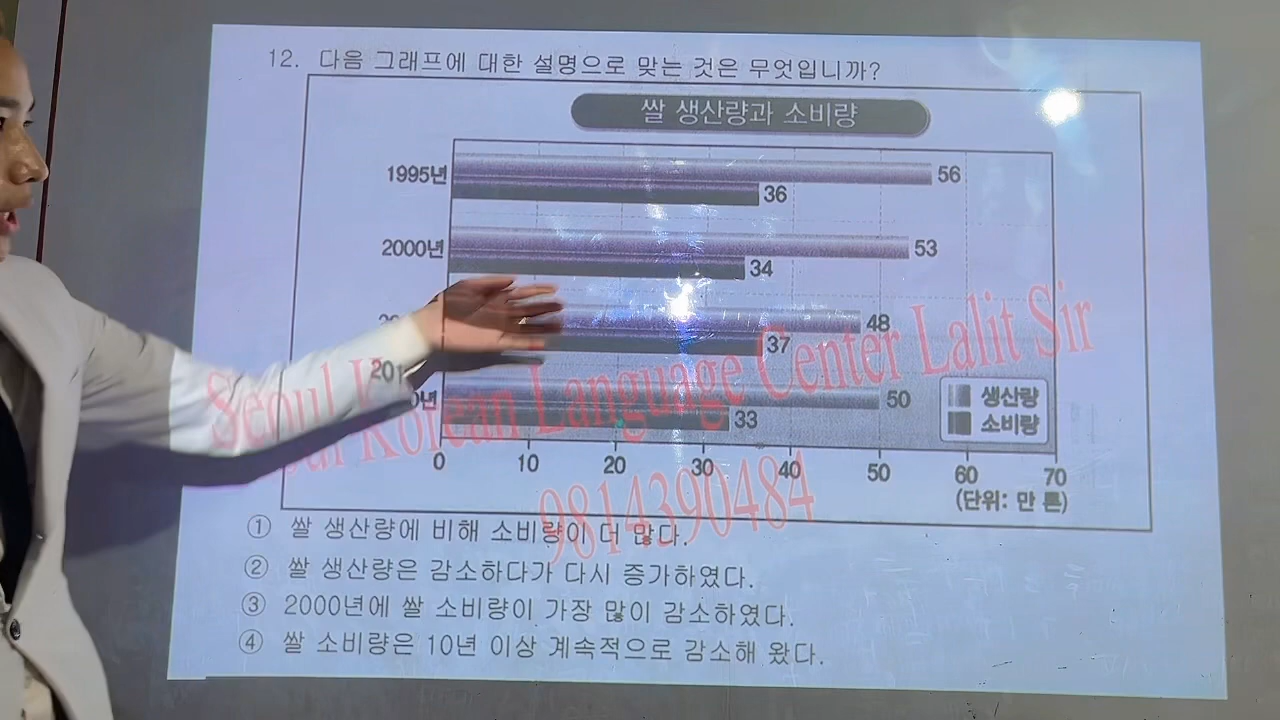 12. 다음 그래프에 대한 설명으로 맞는 것은 무엇입니까?
쌀 생산량과 소비량
1995년 56
36
2000년 53
34
48
37
50
33
생산량
소비량
0 10 20 30 40 50 60 70
(단위: 만 톤)
① 쌀 생산량에 비해 소비량이 더 많다.
② 쌀 생산량은 감소하다가 다시 증가하였다.
③ 2000년에 쌀 소비량이 가장 많이 감소하였다.
④ 쌀 소비량은 10년 이상 계속적으로 감소해 왔다.
Seoul Korean Language Center Lalit Sir
9814390484